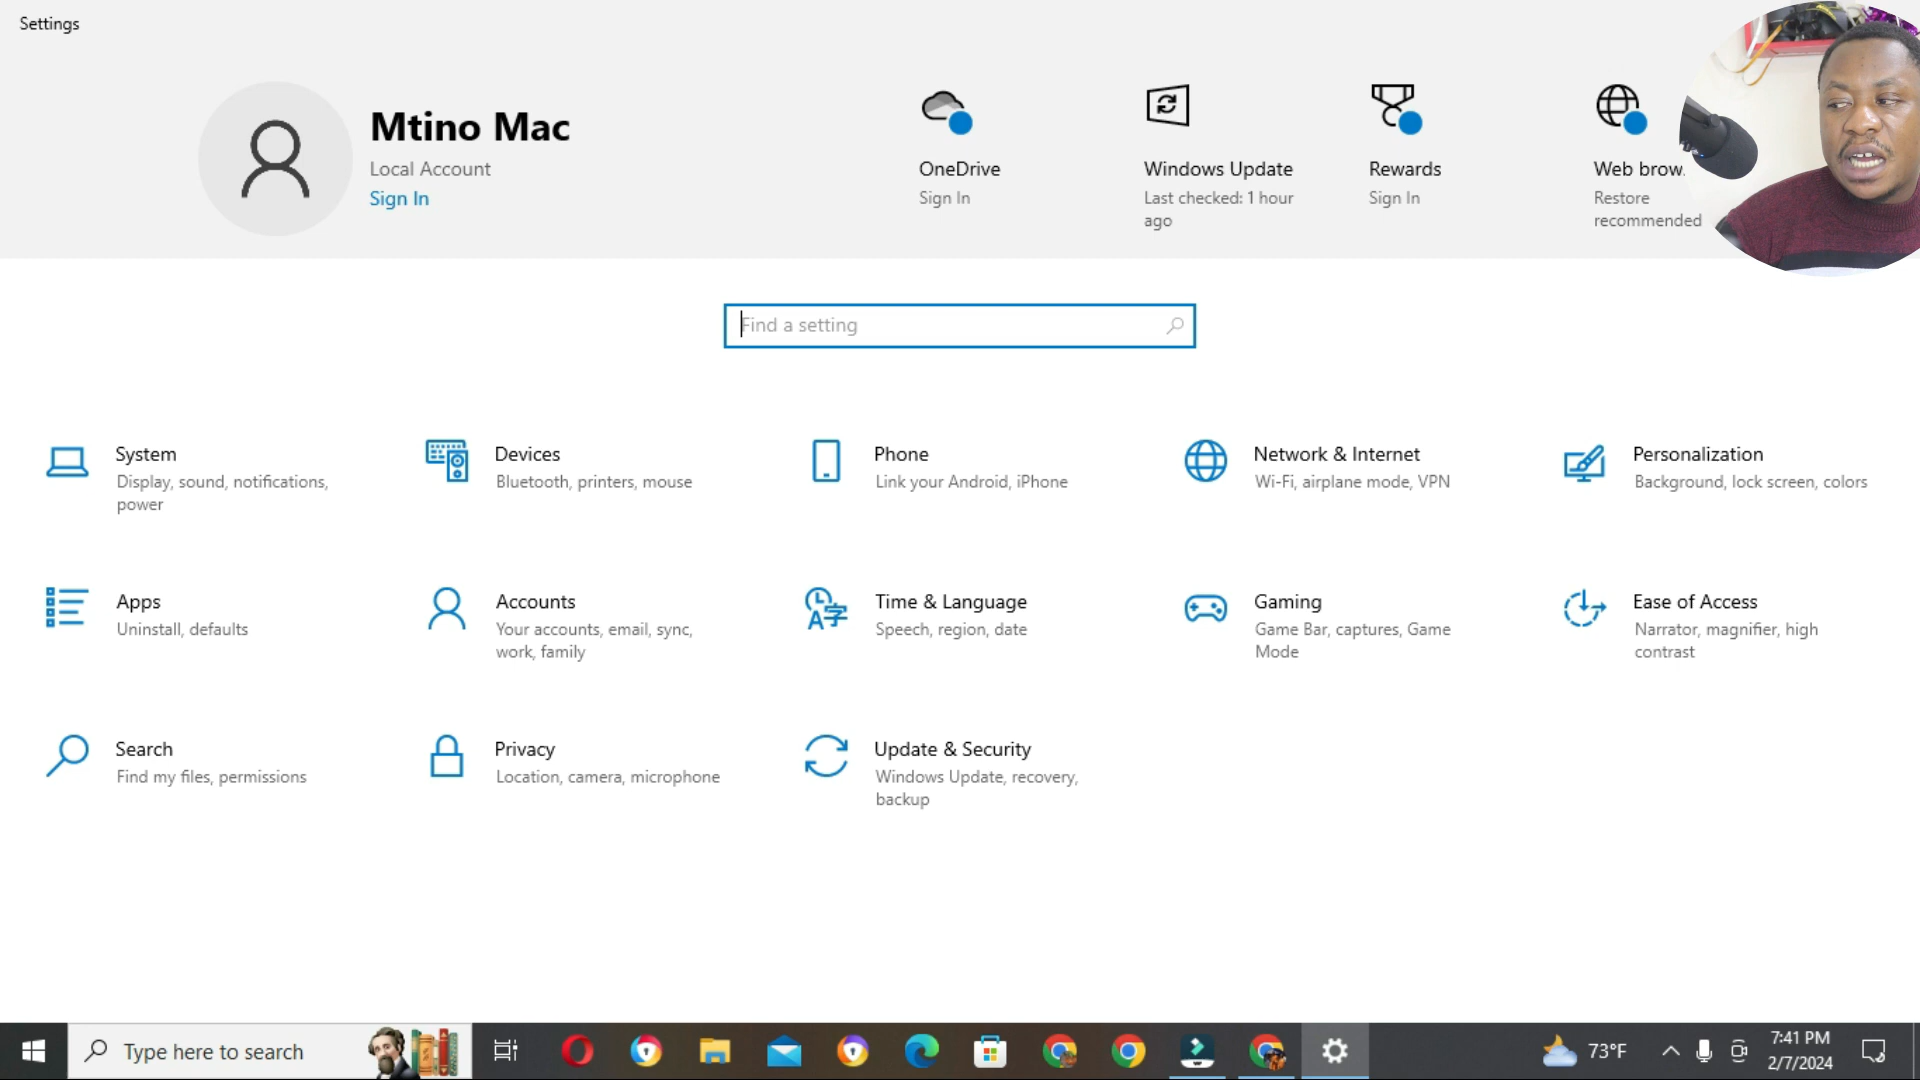 Settings
Mtino Mac
Local Account
Sign In
OneDrive
Sign In
Windows Update
Last checked: 1 hour
ago
Rewards
Sign In
Web brow
Restore
recommended
Find a setting
System
Display, sound, notifications,
power
Devices
Bluetooth, printers, mouse
Phone
Link your Android, iPhone
Network & Internet
Wi-Fi, airplane mode, VPN
Personalization
Background, lock screen, colors
Apps
Uninstall, defaults
Accounts
Your accounts, email, sync,
work, family
Time & Language
Speech, region, date
Gaming
Game Bar, captures, Game
Mode
Ease of Access
Narrator, magnifier, high
contrast
Search
Find my files, permissions
Privacy
Location, camera, microphone
Update & Security
Windows Update, recovery,
backup
Type here to search
73°F
7:41 PM
2/7/2024